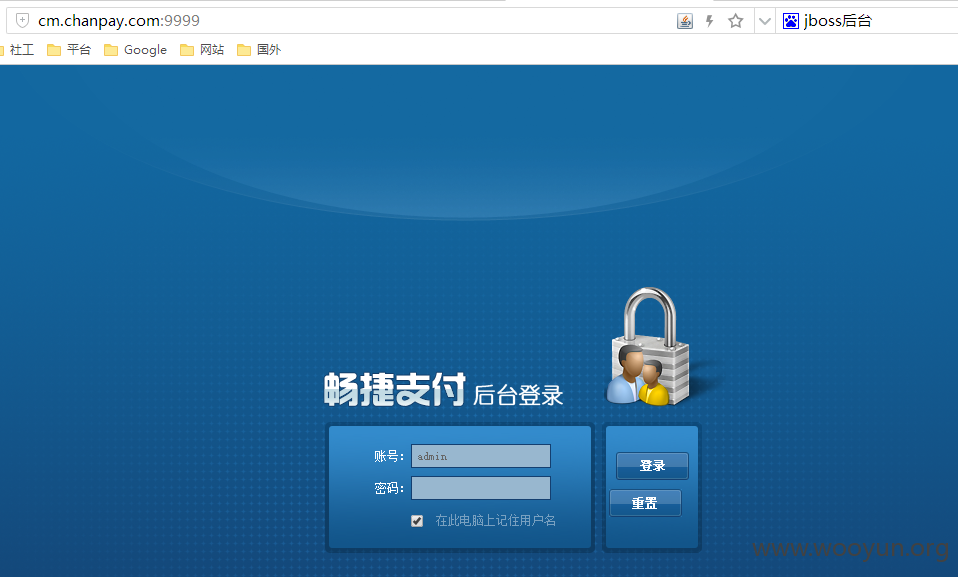 cm.chanpay.com:9999
jboss后台
社工 平台 Google 网站 国外
畅捷支付 后台登录
账号: admin
登录
密码:
重置
在此电脑上记住用户名
www.wooyun.org